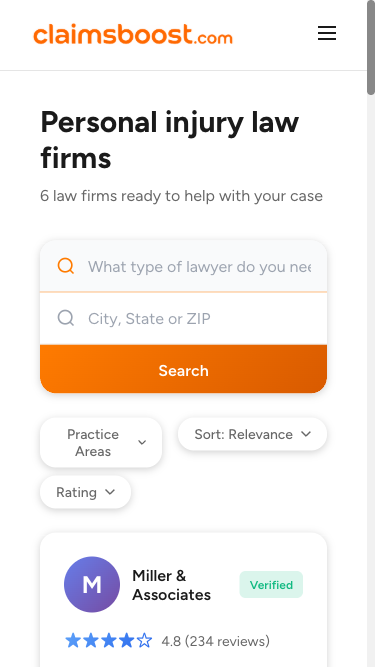 claimsboost.com
Personal injury law
firms
6 law firms ready to help with your case
What type of lawyer do you nee
City, State or ZIP
Search
Practice
Areas
Sort: Relevance
Rating
M
Miller &
Associates
Verified
4.8 (234 reviews)